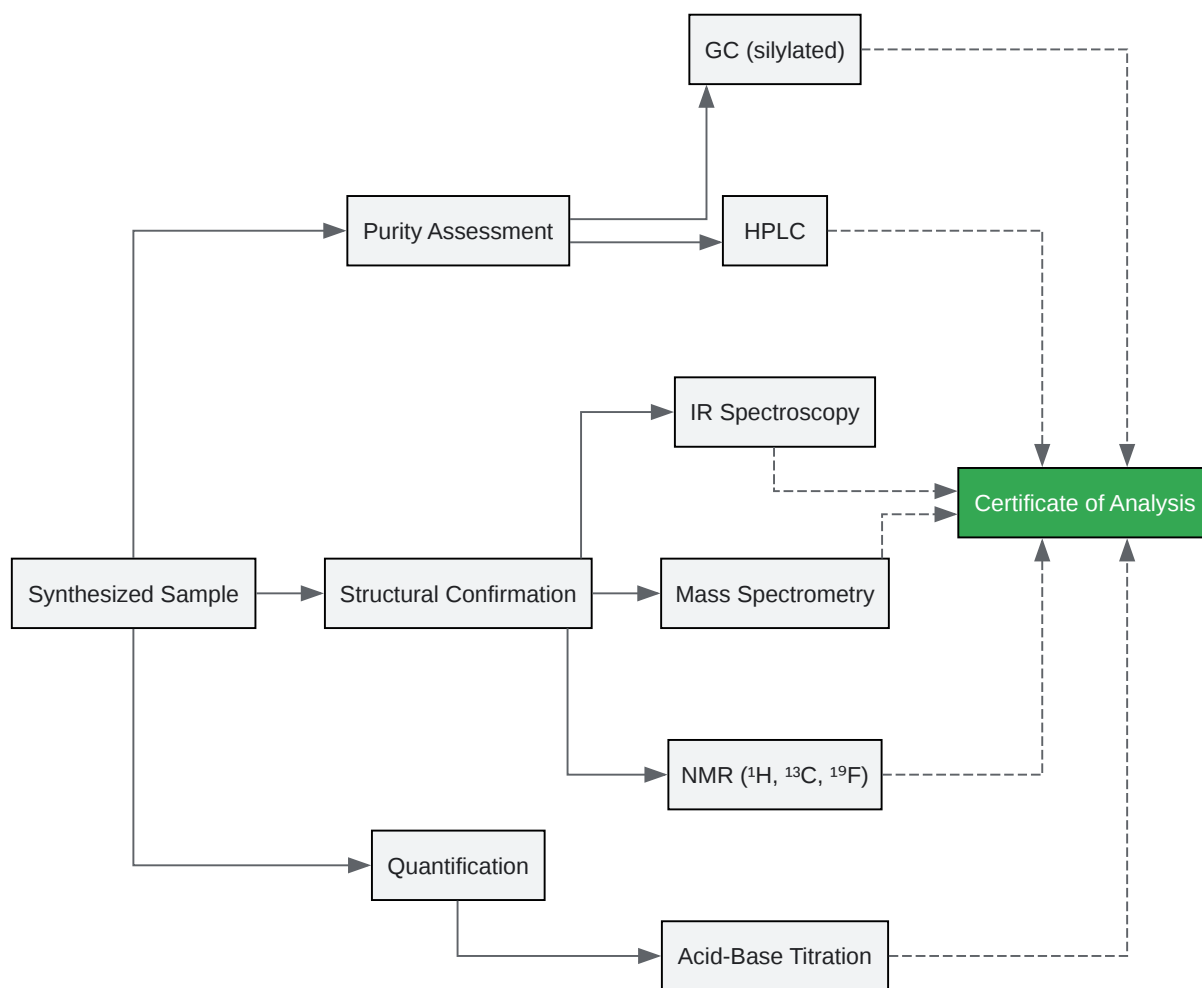 GC (silylated)
Purity Assessment
HPLC
IR Spectroscopy
Certificate of Analysis
Synthesized Sample
Structural Confirmation
Mass Spectrometry
NMR (¹H, ¹³C, ¹⁹F)
Quantification
Acid-Base Titration